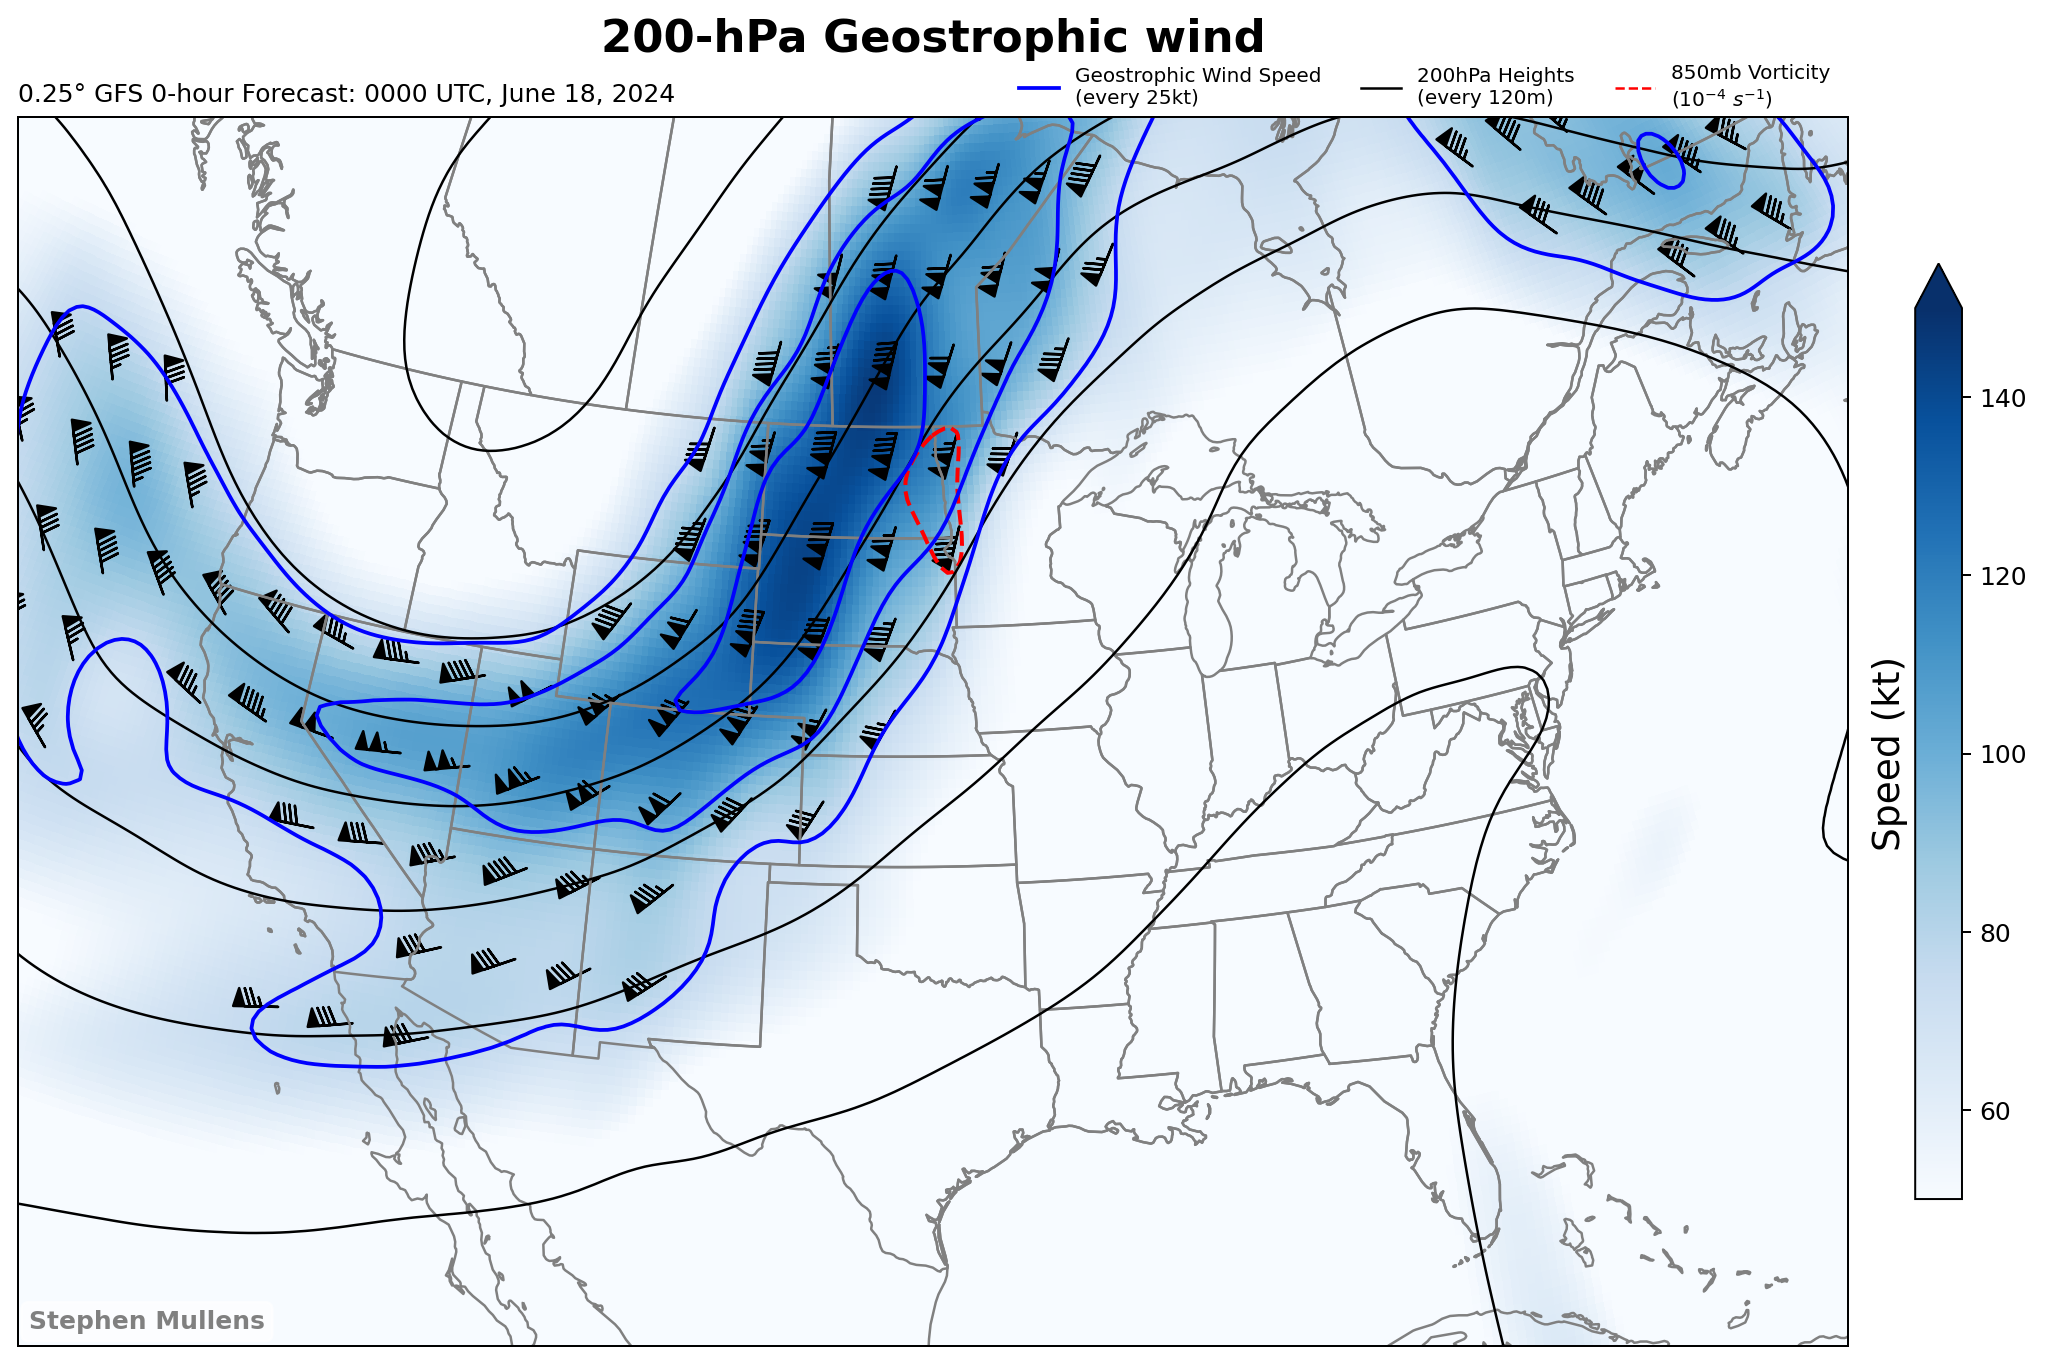 200-hPa Geostrophic wind
0.25° GFS 0-hour Forecast: 0000 UTC, June 18, 2024
Geostrophic Wind Speed
(every 25kt)
200hPa Heights
(every 120m)
850mb Vorticity
(10⁻⁴ s⁻¹)
140
120
100
80
60
Speed (kt)
Stephen Mullens